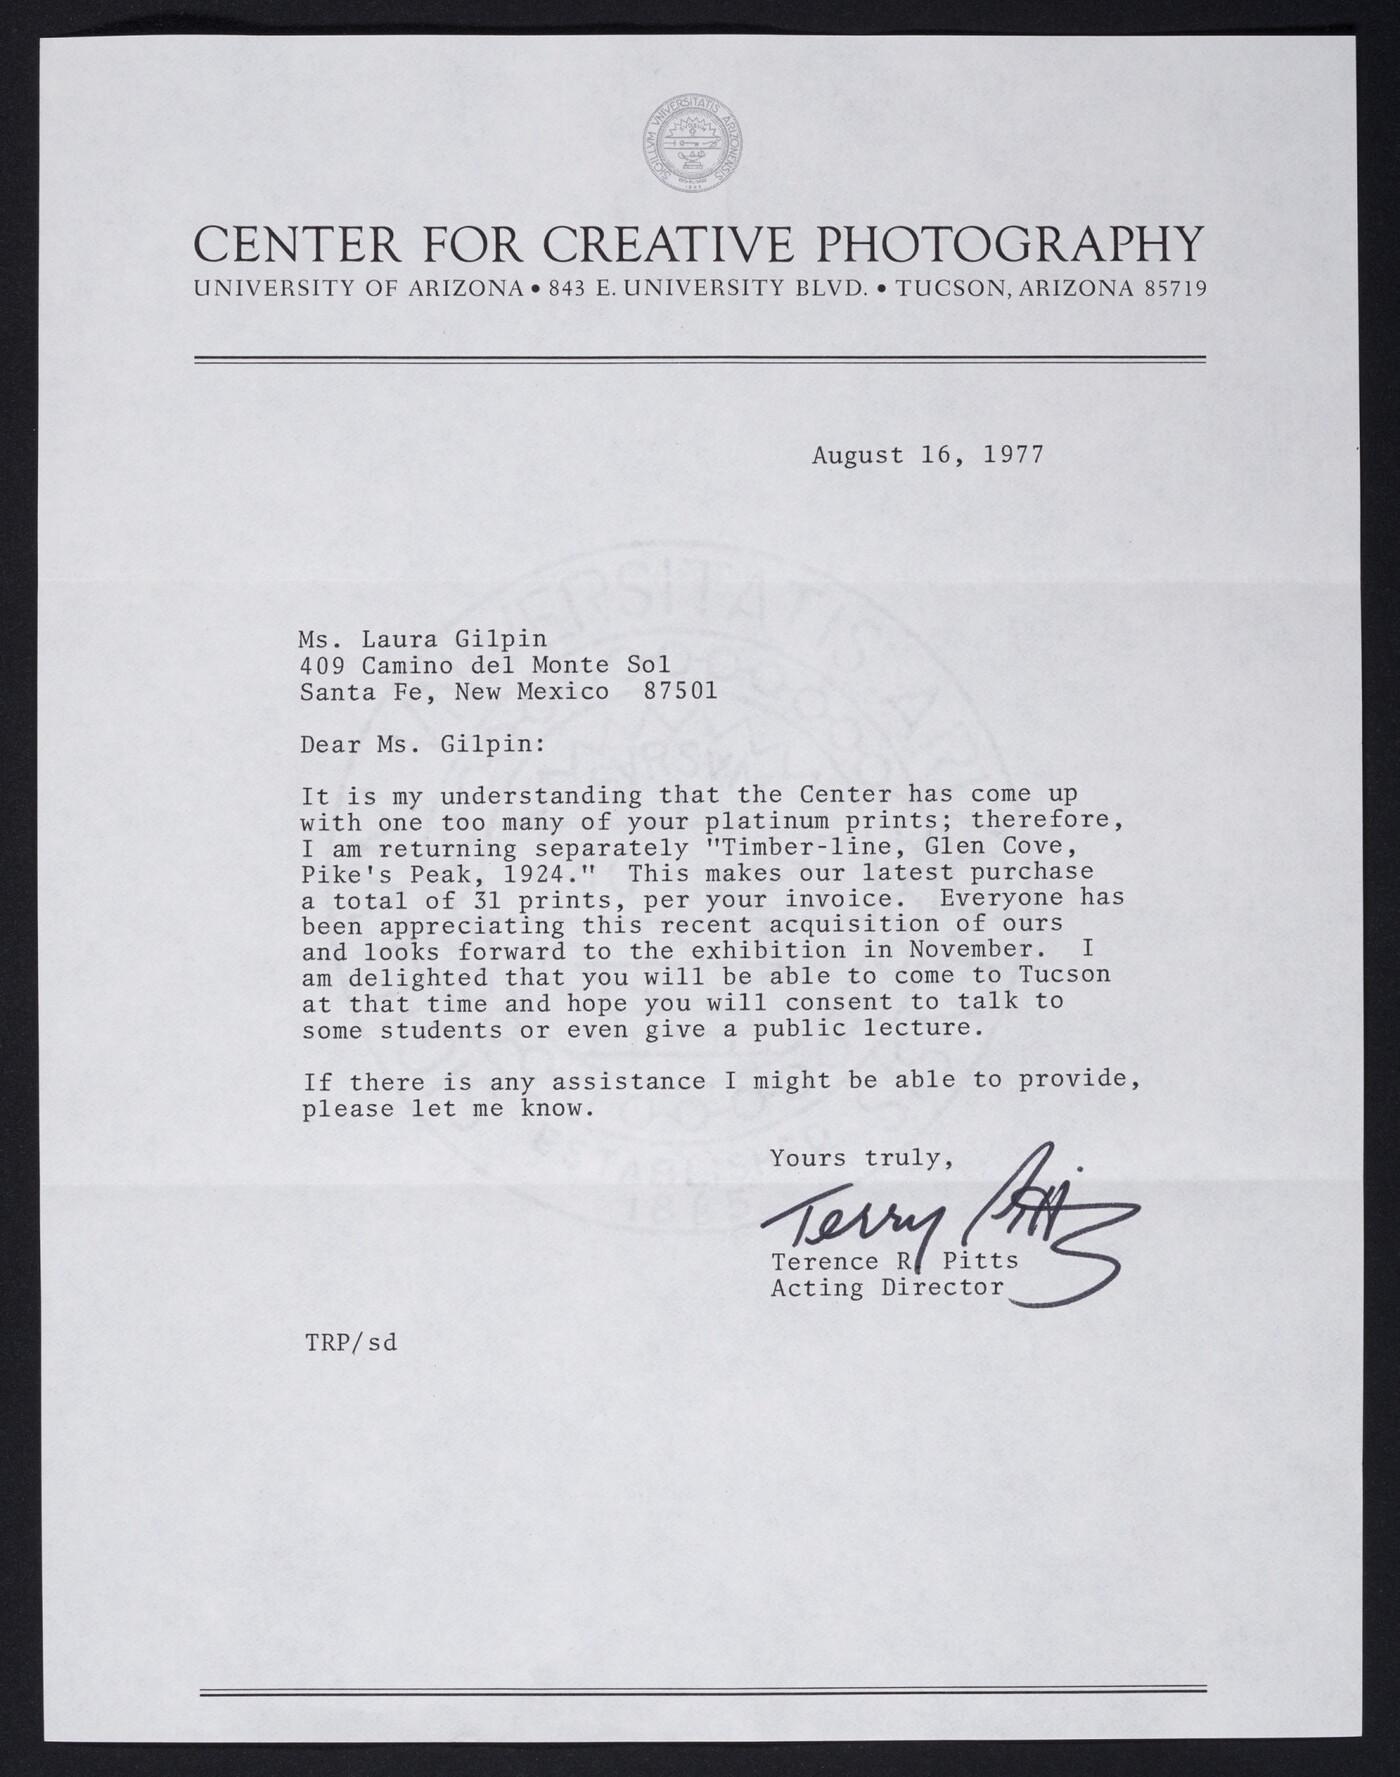 SIGILLVM VNIVERSITATIS ARIZONENSIS
CENTER FOR CREATIVE PHOTOGRAPHY
UNIVERSITY OF ARIZONA • 843 E. UNIVERSITY BLVD. • TUCSON, ARIZONA 85719
August 16, 1977
Ms. Laura Gilpin
409 Camino del Monte Sol
Santa Fe, New Mexico 87501
Dear Ms. Gilpin:
It is my understanding that the Center has come up
with one too many of your platinum prints; therefore,
I am returning separately "Timber-line, Glen Cove,
Pike's Peak, 1924." This makes our latest purchase
a total of 31 prints, per your invoice. Everyone has
been appreciating this recent acquisition of ours
and looks forward to the exhibition in November. I
am delighted that you will be able to come to Tucson
at that time and hope you will consent to talk to
some students or even give a public lecture.
If there is any assistance I might be able to provide,
please let me know.
Yours truly,
Terry Pitts
Terence R. Pitts
Acting Director
TRP/sd